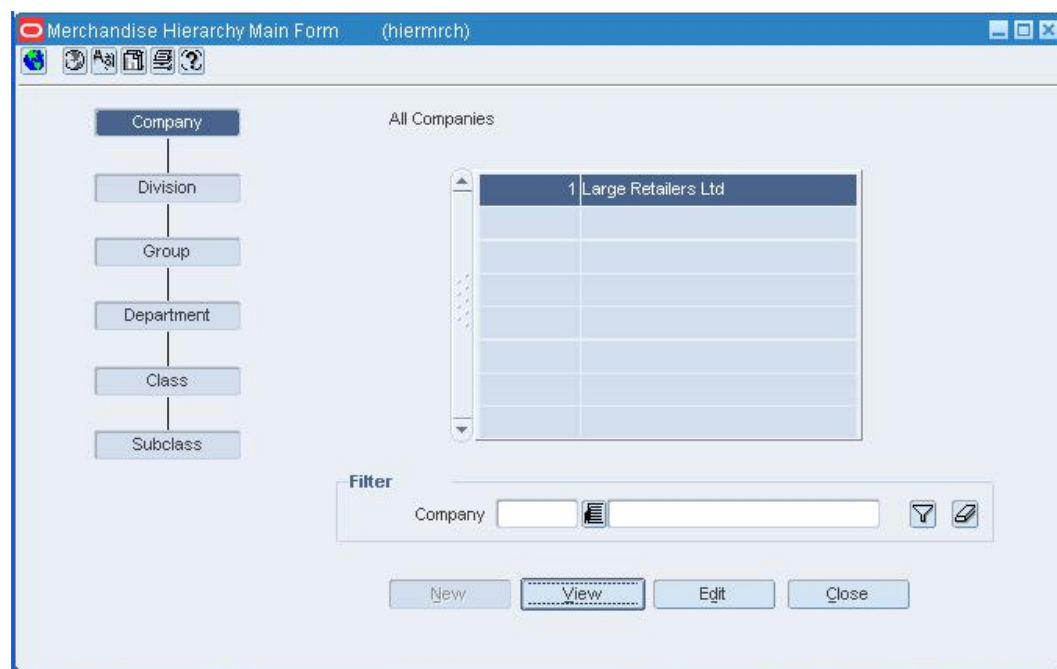 Merchandise Hierarchy Main Form (hiermrch)
Company
Division
Group
Department
Class
Subclass
All Companies
1 Large Retailers Ltd
Filter
Company
New View Edit Close